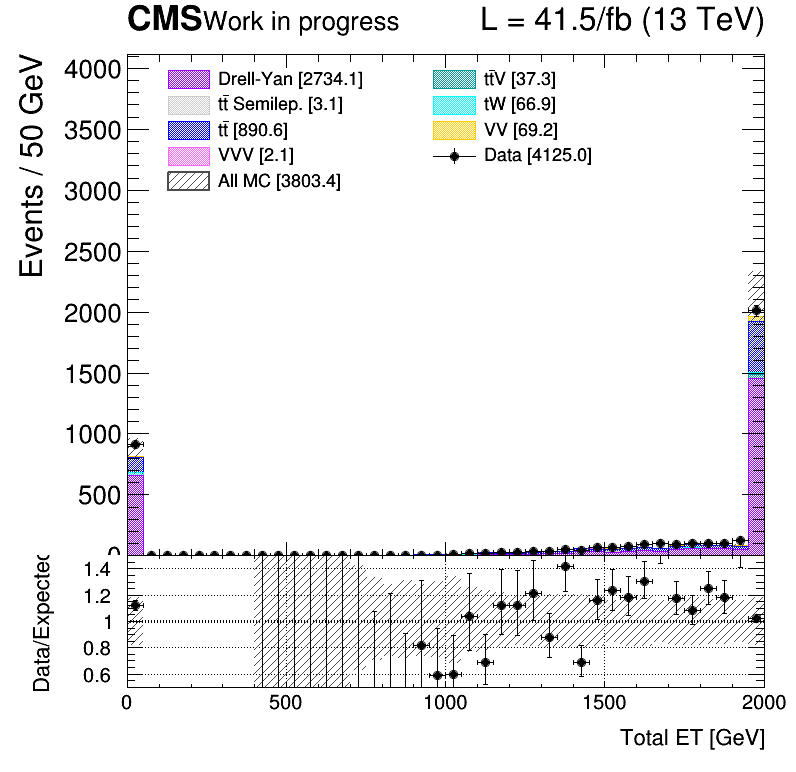 CMS Work in progress L = 41.5/fb (13 TeV)
Events / 50 GeV
4000
3500
3000
2500
2000
1500
1000
500
0
Drell-Yan [2734.1]
tt̄ Semilep. [3.1]
tt̄ [890.6]
VVV [2.1]
All MC [3803.4]
tt̄V [37.3]
tW [66.9]
VV [69.2]
Data [4125.0]
Data/Expected
1.4
1.2
1
0.8
0.6
0 500 1000 1500 2000
Total ET [GeV]